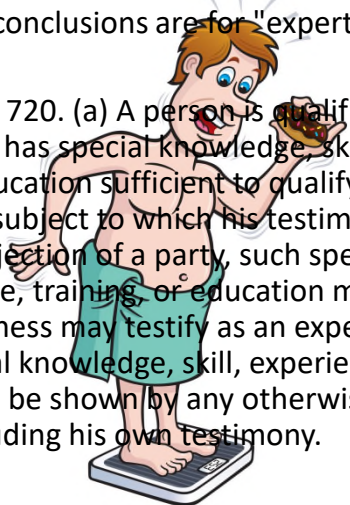 conclusions are for "expert
720. (a) A person is qualif
has special knowledge, sk
ucation sufficient to qualify
subject to which his testim
jection of a party, such spe
e, training, or education m
ness may testify as an expe
al knowledge, skill, experie
be shown by any otherwis
uding his own testimony.